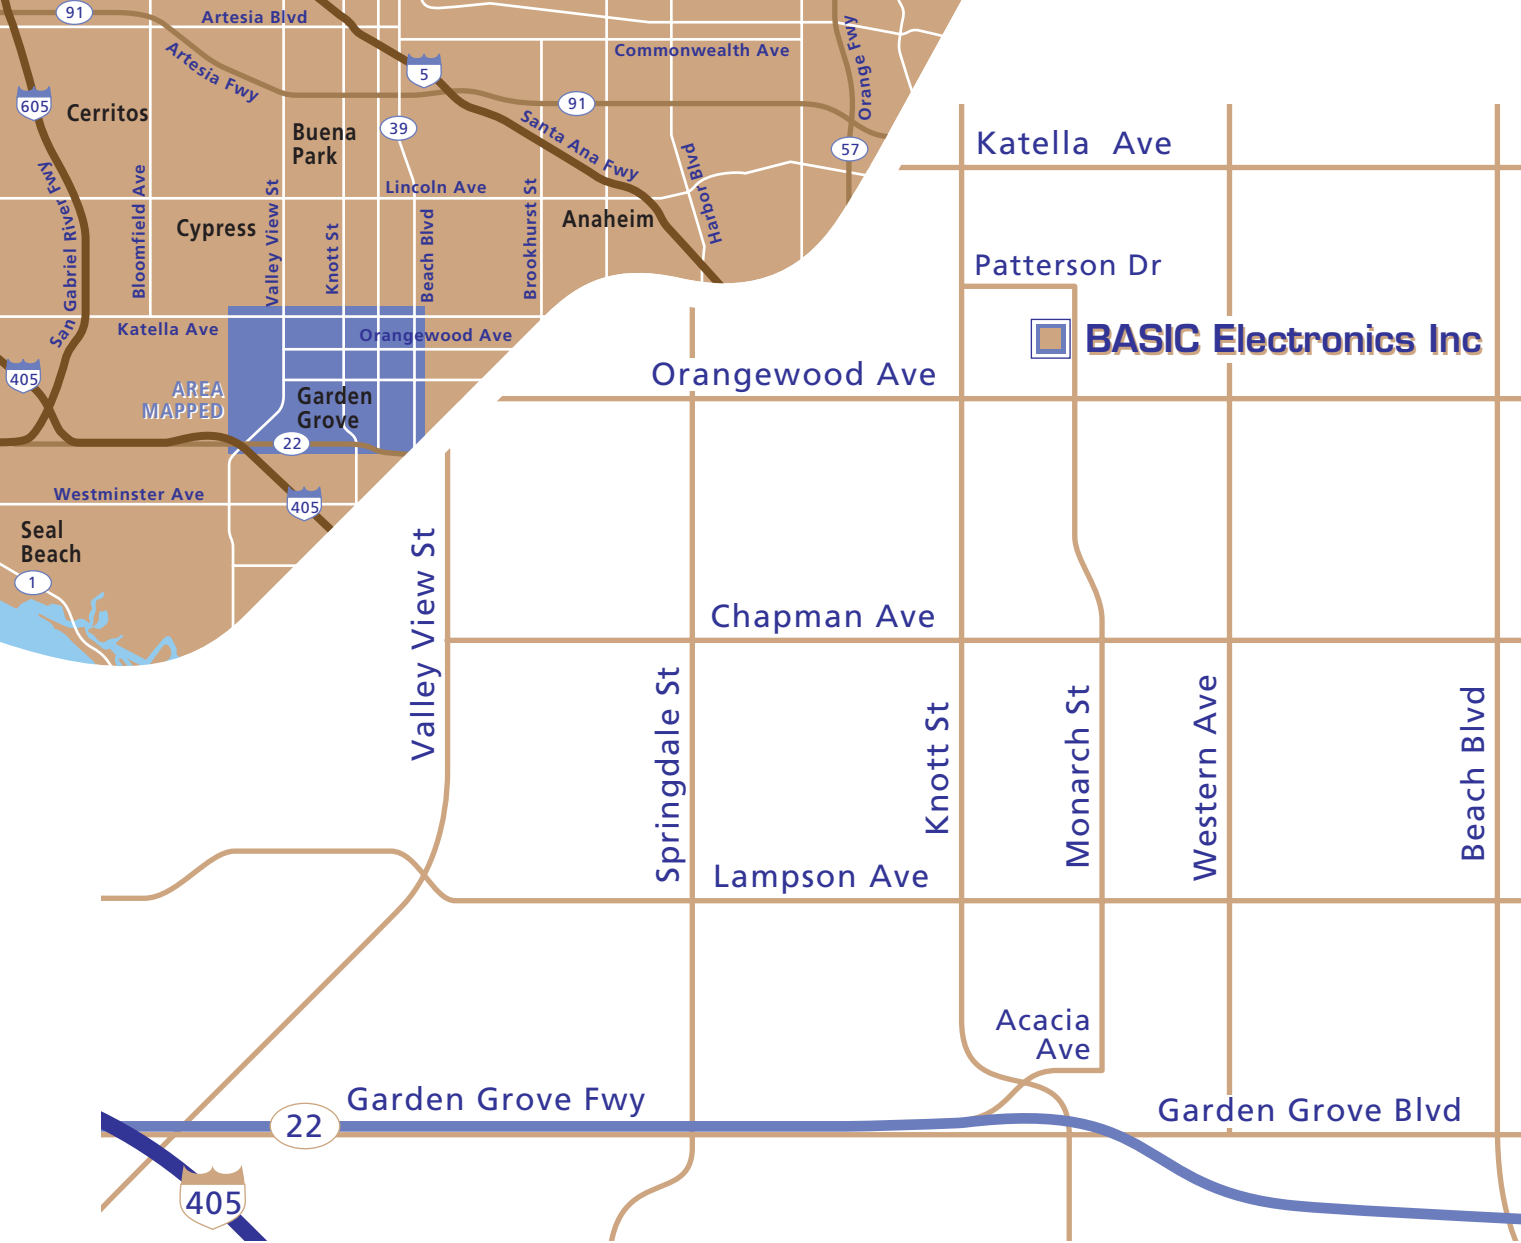 91
Artesia Blvd
Artesia Fwy
Commonwealth Ave
Orange Fwy
5
605
Cerritos
91
39
Buena
Park
Santa Ana Fwy
57
Katella  Ave
San Gabriel River Fwy
Bloomfield Ave
Valley View St
Knott St
Lincoln Ave
Beach Blvd
Brookhurst St
Harbor Blvd
Cypress
Anaheim
Patterson Dr
Katella Ave
Orangewood Ave
BASIC Electronics Inc
405
AREA
MAPPED
Garden
Grove
Orangewood Ave
22
Westminster Ave
405
Seal
Beach
1
Valley View St
Chapman Ave
Springdale St
Knott St
Monarch St
Western Ave
Beach Blvd
Lampson Ave
Acacia
Ave
Garden Grove Fwy
22
Garden Grove Blvd
405